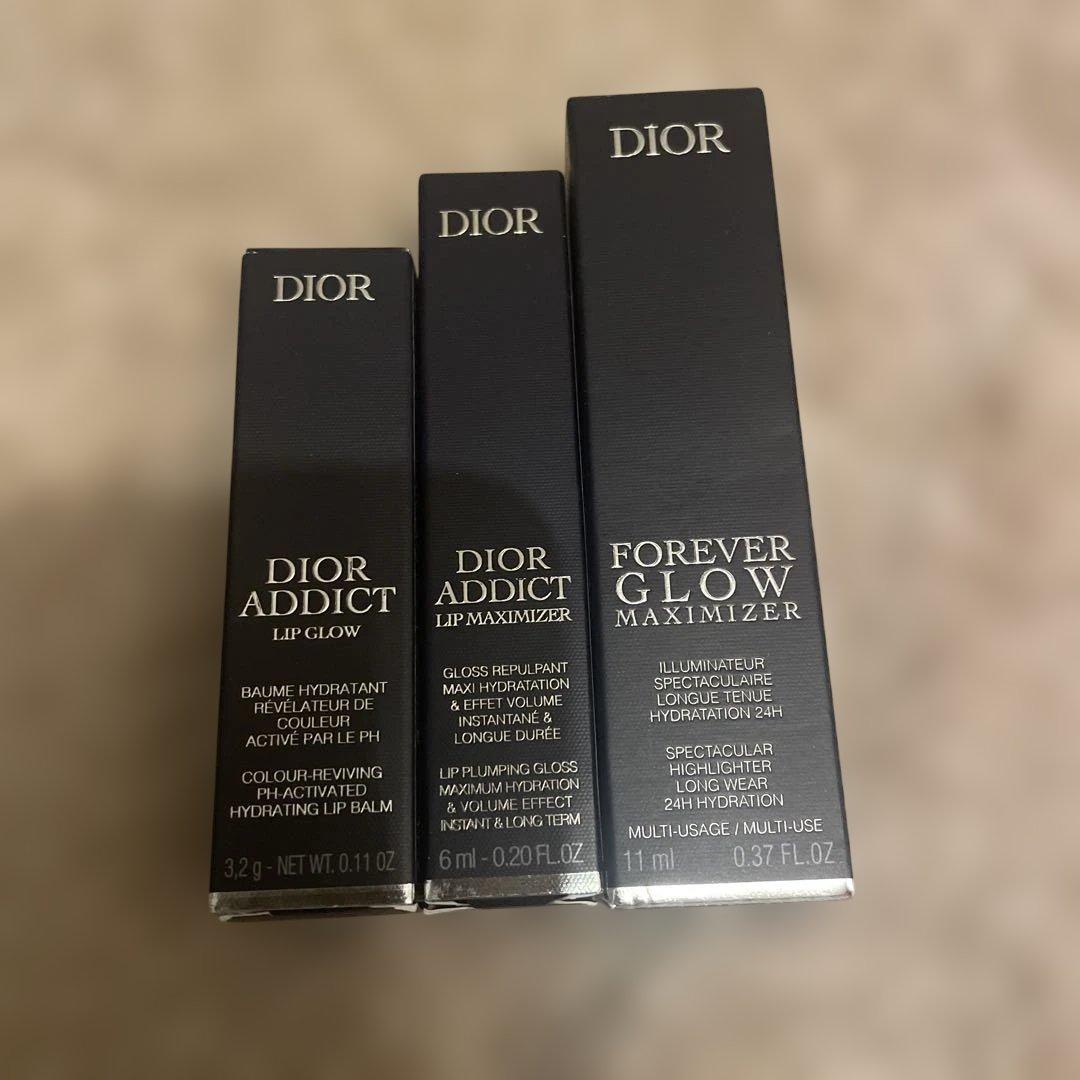 DIOR
DIOR
ADDICT
LIP GLOW
BAUME HYDRATANT
RÉVÉLATEUR DE
COULEUR
ACTIVÉ PAR LE PH
COLOUR-REVIVING
PH-ACTIVATED
HYDRATING LIP BALM
3,2 g - NET WT. 0.11 OZ
DIOR
DIOR
ADDICT
LIP MAXIMIZER
GLOSS REPULPANT
MAXI HYDRATATION
& EFFET VOLUME
INSTANTANÉ &
LONGUE DURÉE
LIP PLUMPING GLOSS
MAXIMUM HYDRATION
& VOLUME EFFECT
INSTANT & LONG TERM
6 ml - 0.20 FL.OZ
DIOR
FOREVER
GLOW
MAXIMIZER
ILLUMINATEUR
SPECTACULAIRE
LONGUE TENUE
HYDRATATION 24H
SPECTACULAR
HIGHLIGHTER
LONG WEAR
24H HYDRATION
MULTI-USAGE / MULTI-USE
11 ml 0.37 FL.OZ